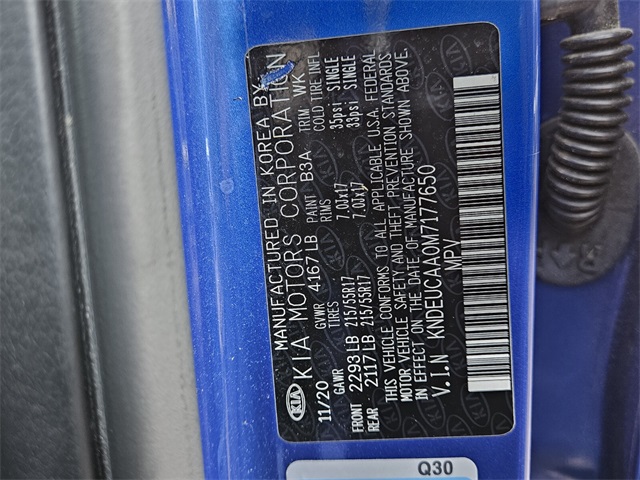 MANUFACTURED IN KOREA BY
KIA KIA MOTORS CORPORATION
11/20 GVWR 4167 LB PAINT B3A TRIM WK
GAWR TIRES RIMS COLD TIRE INFL
FRONT 2293 LB 215/55R17 7.0Jx17 33psi SINGLE
REAR 2117 LB 215/55R17 7.0Jx17 33psi SINGLE
THIS VEHICLE CONFORMS TO ALL APPLICABLE U.S.A. FEDERAL
MOTOR VEHICLE SAFETY AND THEFT PREVENTION STANDARDS
IN EFFECT ON THE DATE OF MANUFACTURE SHOWN ABOVE.
V.I.N KNDEUCAA0M7177650
MPV
Q30